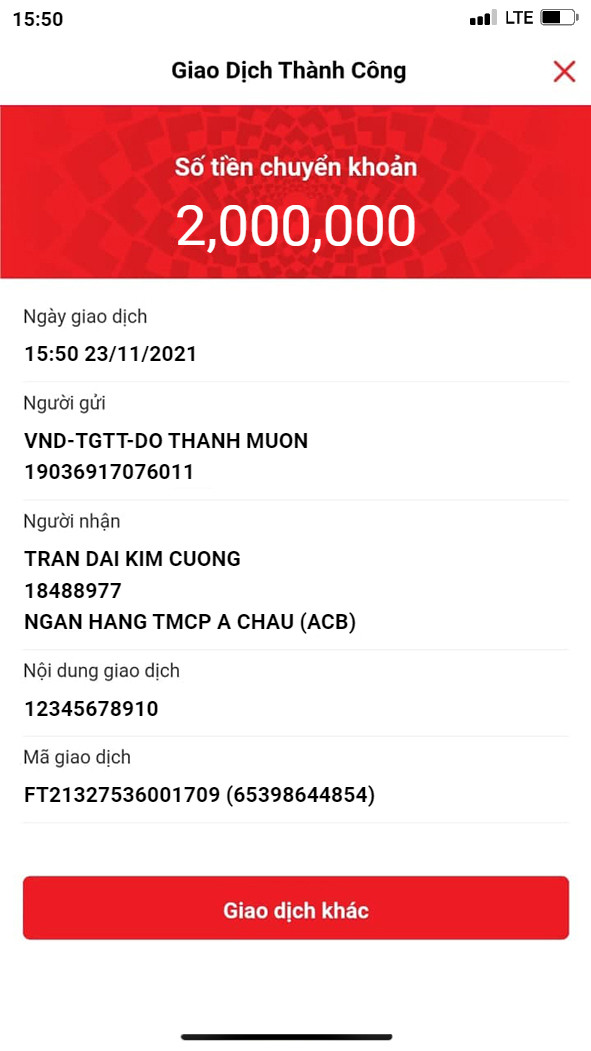 15:50
LTE
Giao Dịch Thành Công
Số tiền chuyển khoản
2,000,000
Ngày giao dịch
15:50 23/11/2021
Người gửi
VND-TGTT-DO THANH MUON
19036917076011
Người nhận
TRAN DAI KIM CUONG
18488977
NGAN HANG TMCP A CHAU (ACB)
Nội dung giao dịch
12345678910
Mã giao dịch
FT21327536001709 (65398644854)
Giao dịch khác